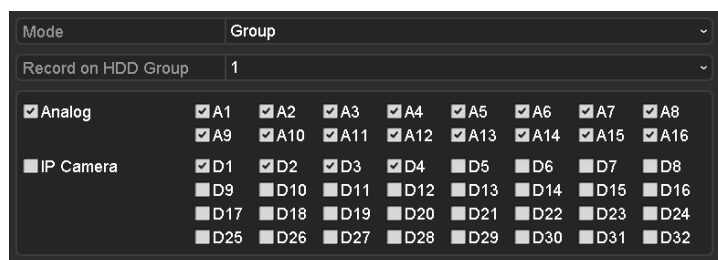 Mode Group
Record on HDD Group 1
Analog A1 A2 A3 A4 A5 A6 A7 A8
A9 A10 A11 A12 A13 A14 A15 A16
IP Camera D1 D2 D3 D4 D5 D6 D7 D8
D9 D10 D11 D12 D13 D14 D15 D16
D17 D18 D19 D20 D21 D22 D23 D24
D25 D26 D27 D28 D29 D30 D31 D32